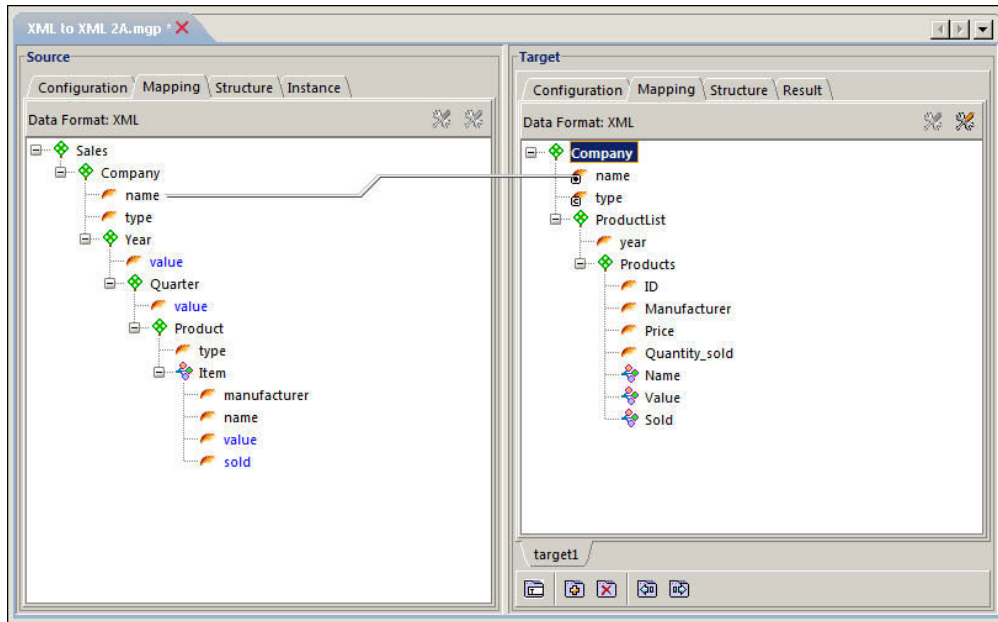 XML to XML 2A.mgp *
Source
Configuration Mapping Structure Instance
Data Format: XML
Sales
Company
name
type
Year
value
Quarter
value
Product
type
Item
manufacturer
name
value
sold
Target
Configuration Mapping Structure Result
Data Format: XML
Company
name
C type
ProductList
year
Products
ID
Manufacturer
Price
Quantity_sold
Name
Value
Sold
target1